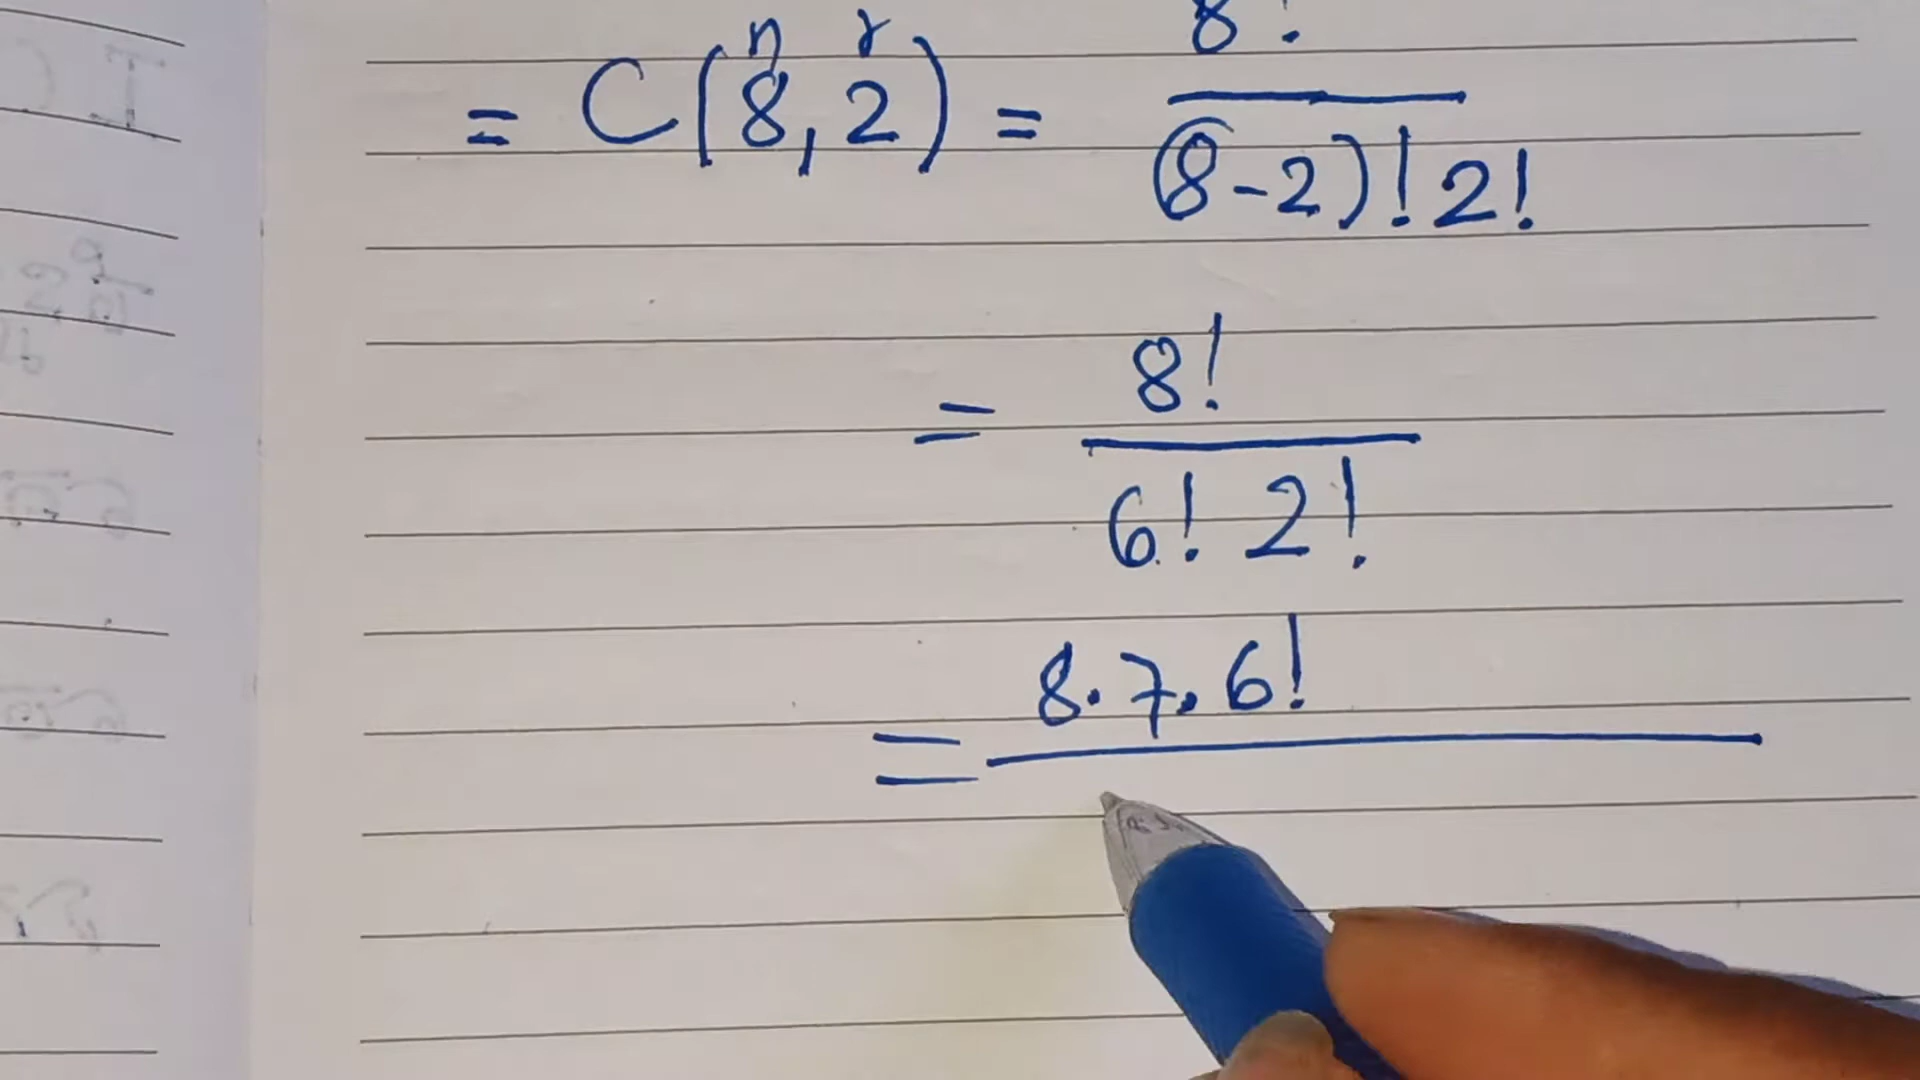 n r
= C(8, 2) = 8! / (8-2)! 2!
= 8! / 6! 2!
= 8.7.6!